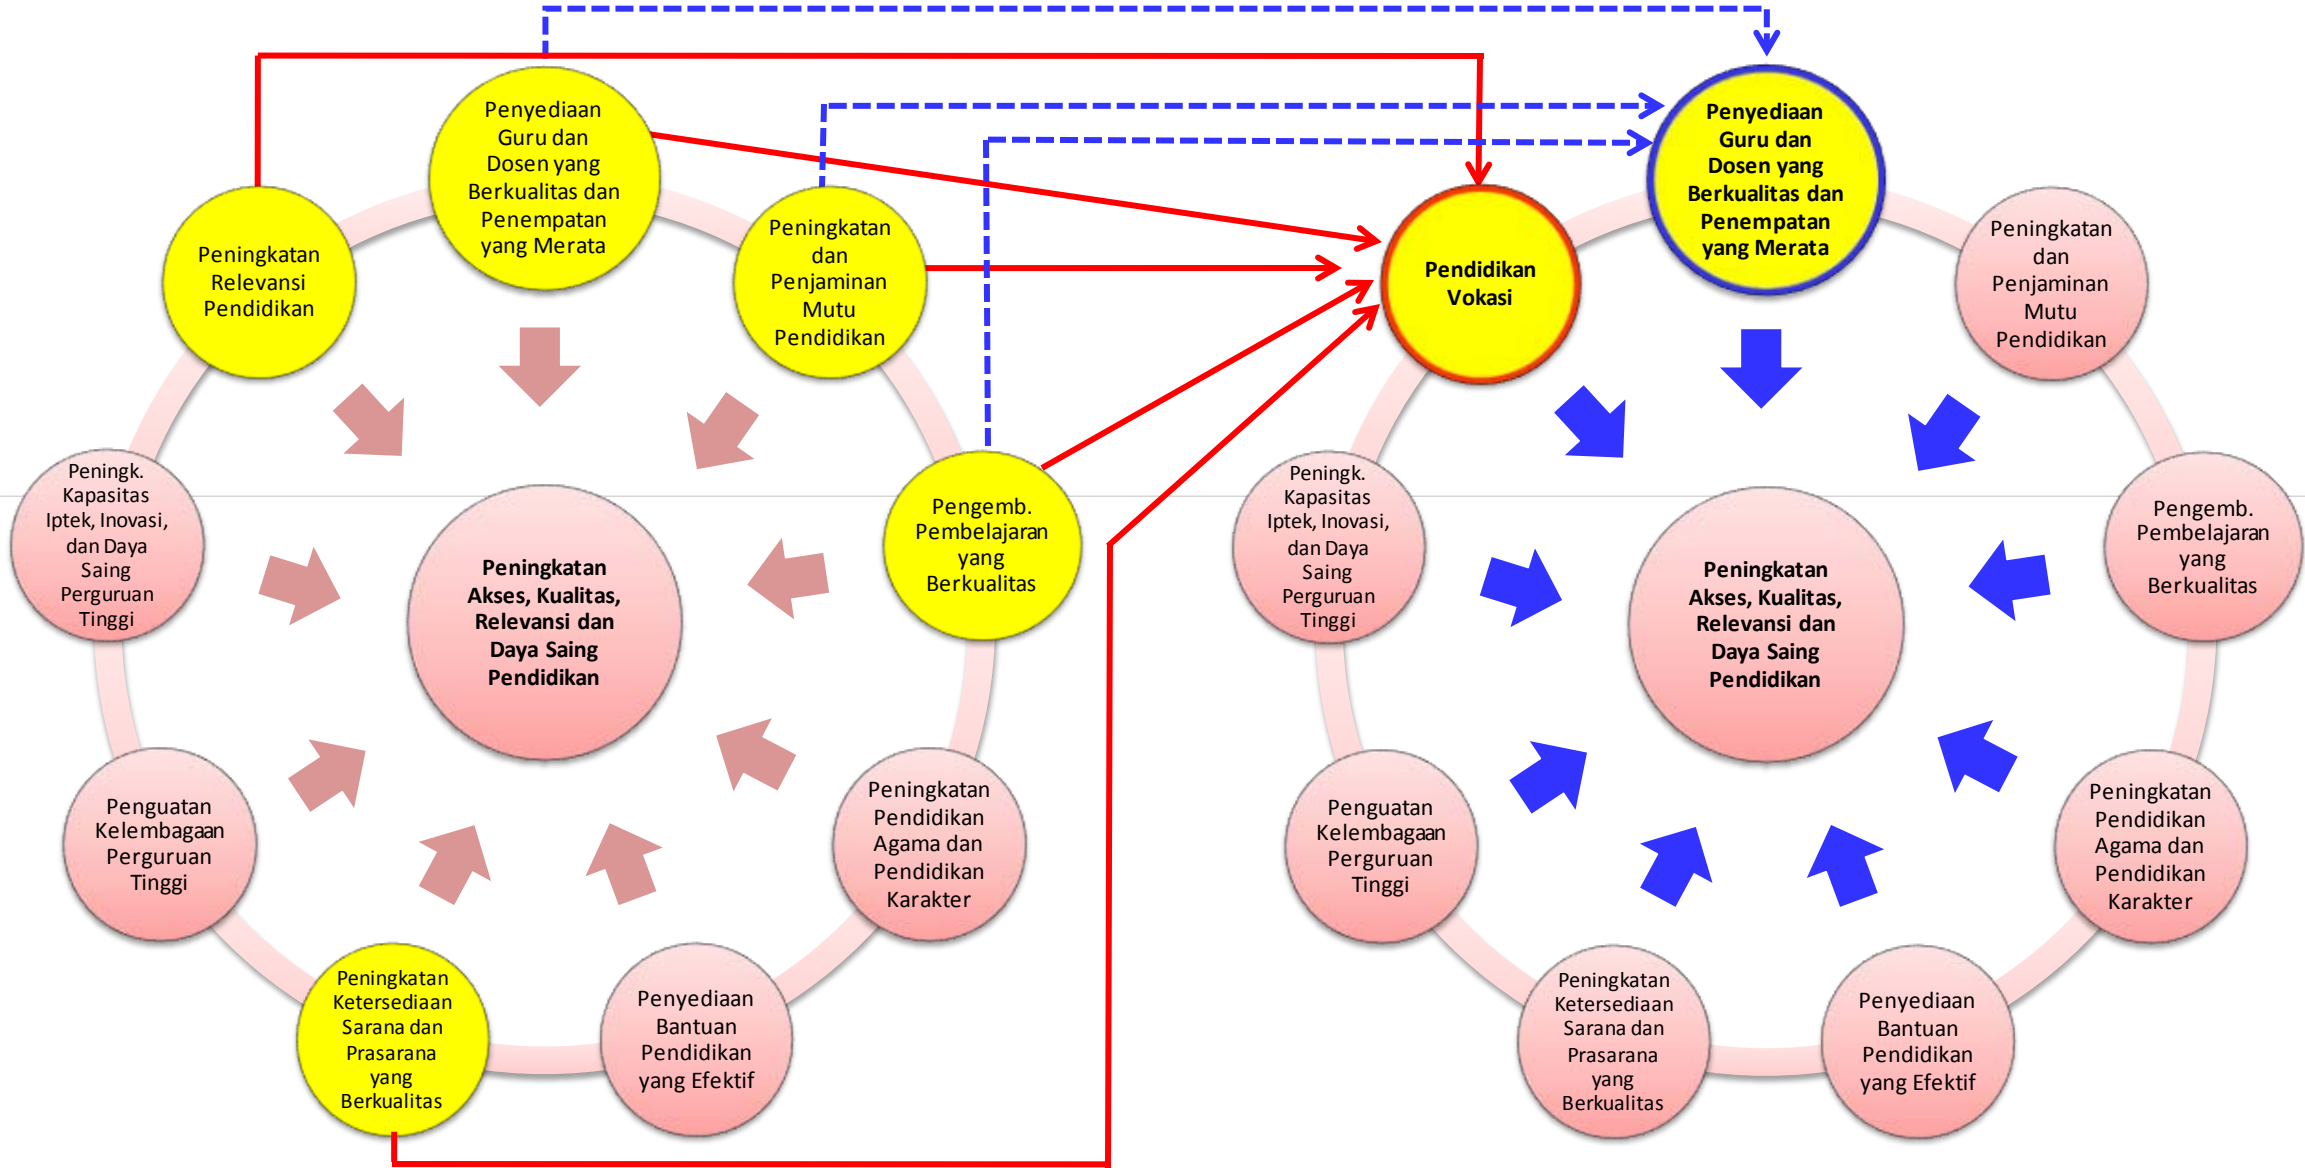 Penyediaan
Guru dan
Dosen yang
Berkualitas dan
Penempatan
yang Merata
Peningkatan
Relevansi
Pendidikan
Peningkatan
dan
Penjaminan
Mutu
Pendidikan
Peningk.
Kapasitas
Iptek, Inovasi,
dan Daya
Saing
Perguruan
Tinggi
Pengemb.
Pembelajaran
yang
Berkualitas
Peningkatan
Akses, Kualitas,
Relevansi dan
Daya Saing
Pendidikan
Penguatan
Kelembagaan
Perguruan
Tinggi
Peningkatan
Pendidikan
Agama dan
Pendidikan
Karakter
Peningkatan
Ketersediaan
Sarana dan
Prasarana
yang
Berkualitas
Penyediaan
Bantuan
Pendidikan
yang Efektif
Penyediaan
Guru dan
Dosen yang
Berkualitas dan
Penempatan
yang Merata
Pendidikan
Vokasi
Peningkatan
dan
Penjaminan
Mutu
Pendidikan
Peningk.
Kapasitas
Iptek, Inovasi,
dan Daya
Saing
Perguruan
Tinggi
Pengemb.
Pembelajaran
yang
Berkualitas
Peningkatan
Akses, Kualitas,
Relevansi dan
Daya Saing
Pendidikan
Penguatan
Kelembagaan
Perguruan
Tinggi
Peningkatan
Pendidikan
Agama dan
Pendidikan
Karakter
Peningkatan
Ketersediaan
Sarana dan
Prasarana
yang
Berkualitas
Penyediaan
Bantuan
Pendidikan
yang Efektif